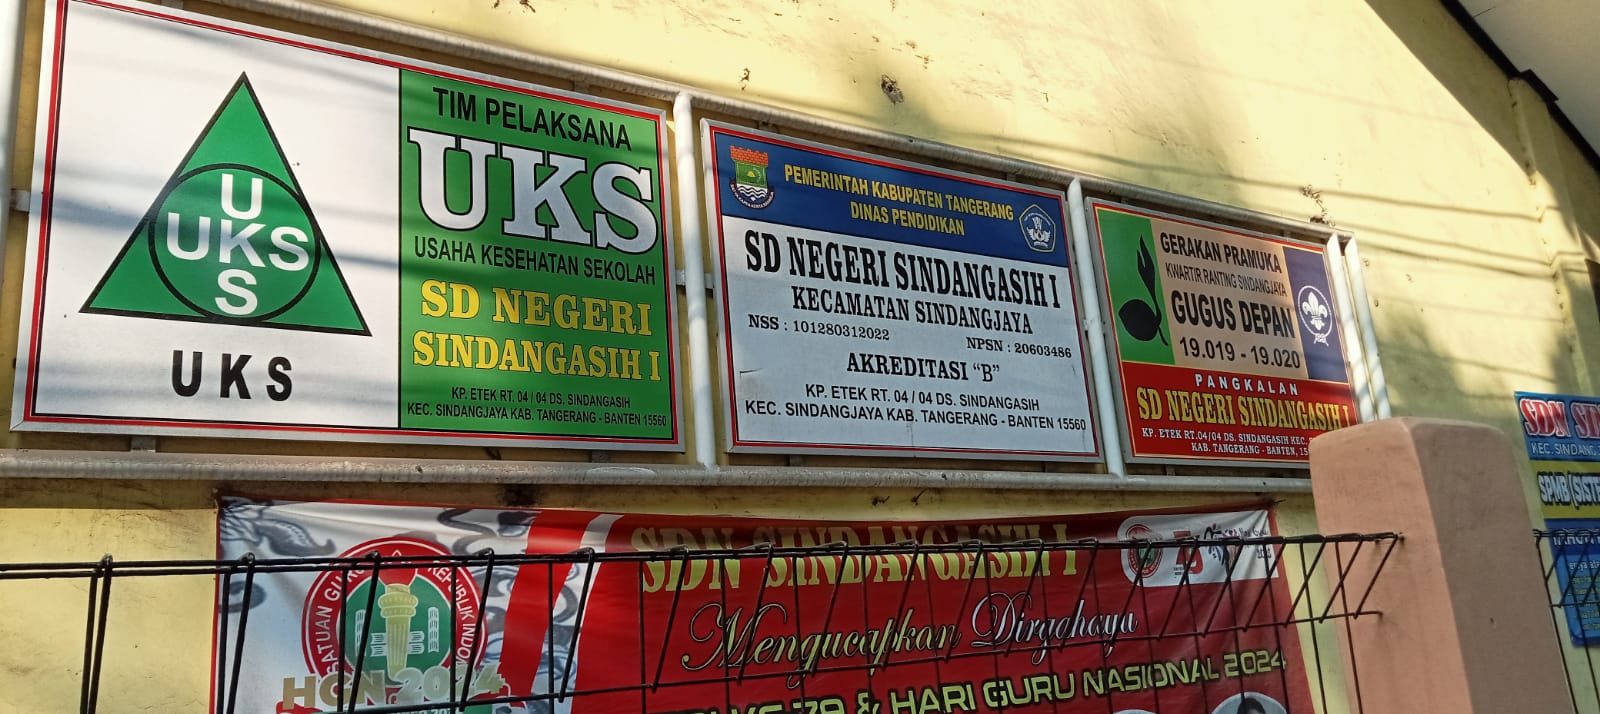 U
UKS
S
UKS
TIM PELAKSANA
UKS
USAHA KESEHATAN SEKOLAH
SD NEGERI
SINDANGASIH I
KP. ETEK RT. 04 / 04 DS. SINDANGASIH
KEC. SINDANGJAYA KAB. TANGERANG - BANTEN 15560
PEMERINTAH KABUPATEN TANGERANG
DINAS PENDIDIKAN
SD NEGERI SINDANGASIH I
KECAMATAN SINDANGJAYA
NSS : 101280312022
NPSN : 20603486
AKREDITASI "B"
KP. ETEK RT. 04 / 04 DS. SINDANGASIH
KEC. SINDANGJAYA KAB. TANGERANG - BANTEN 15560
GERAKAN PRAMUKA
KWARTIR RANTING SINDANGJAYA
GUGUS DEPAN
19.019 - 19.020
PANGKALAN
SD NEGERI SINDANGASIH I
KP. ETEK RT.04/04 DS. SINDANGASIH KEC.
KAB. TANGERANG - BANTEN, 15
SDN SINDANGASIH I
Mengucapkan Dirgahayu
79 & HARI GURU NASIONAL 2024
HGN 2024
SDN
KEC. SINDANG
SPMB